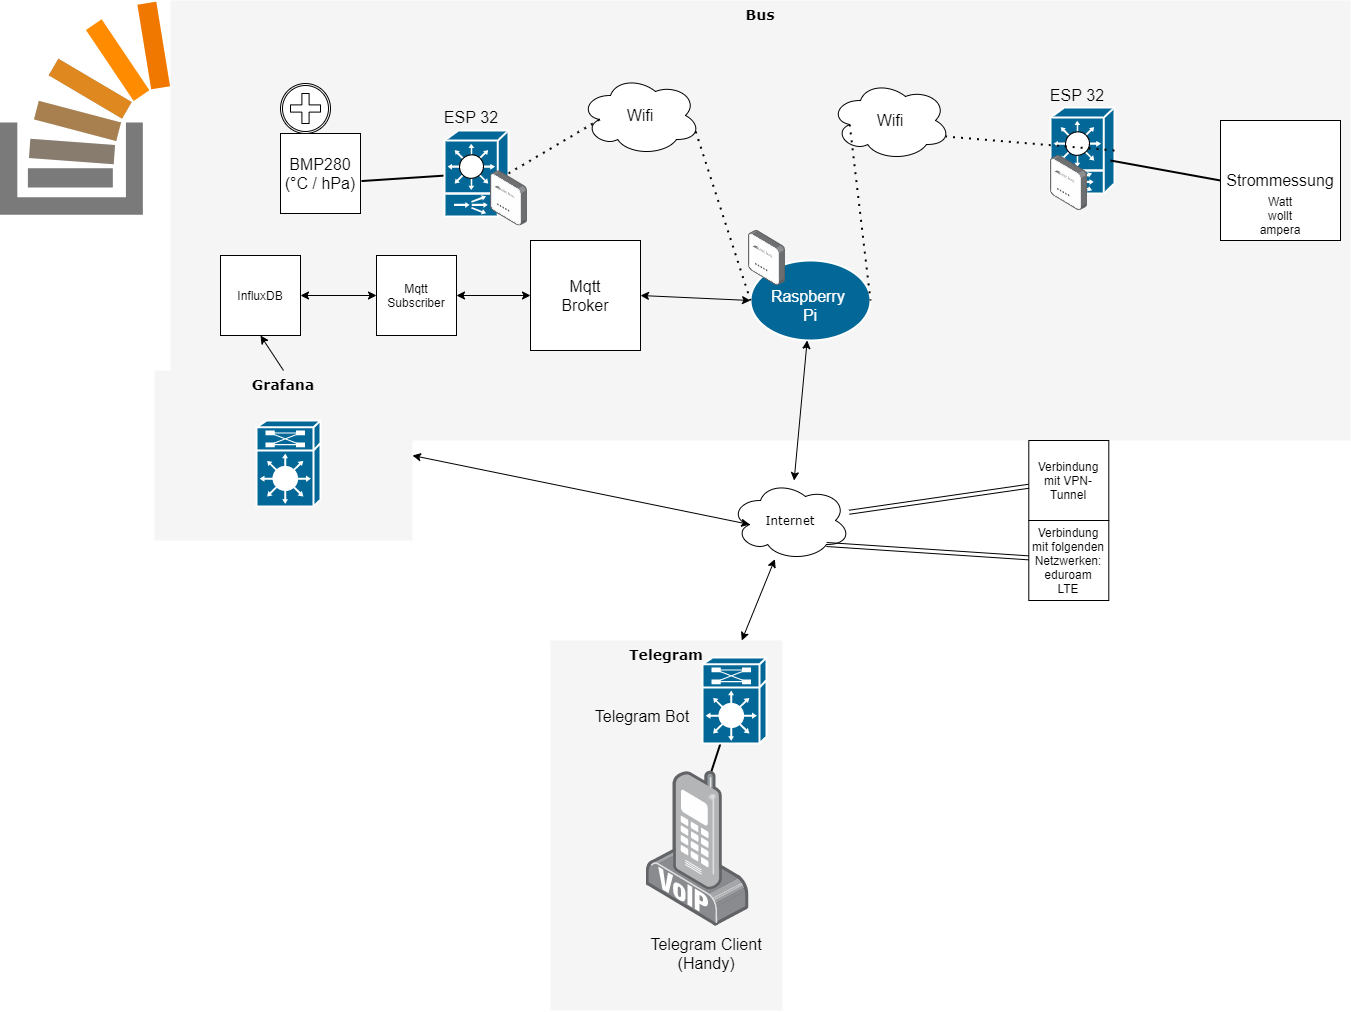 Bus
ESP 32
BMP280
(°C / hPa)
Wifi
Wifi
ESP 32
Strommessung
Watt
wollt
ampera
InfluxDB
Mqtt
Subscriber
Mqtt
Broker
Raspberry
Pi
Grafana
Internet
Verbindung
mit VPN-
Tunnel
Verbindung
mit folgenden
Netzwerken:
eduroam
LTE
Telegram
Telegram Bot
VoIP
Telegram Client
(Handy)